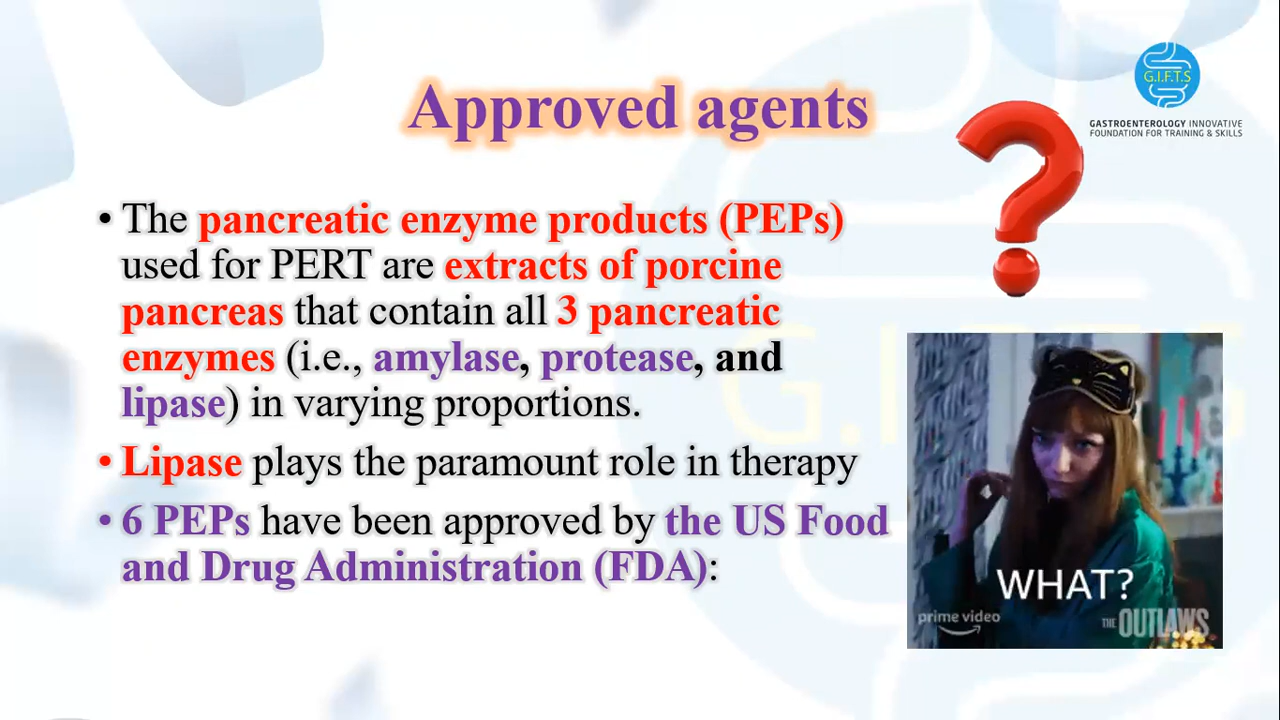 G.I.F.T.S
GASTROENTEROLOGY INNOVATIVE
FOUNDATION FOR TRAINING & SKILLS
Approved agents
• The pancreatic enzyme products (PEPs)
used for PERT are extracts of porcine
pancreas that contain all 3 pancreatic
enzymes (i.e., amylase, protease, and
lipase) in varying proportions.
• Lipase plays the paramount role in therapy
• 6 PEPs have been approved by the US Food
and Drug Administration (FDA):
WHAT?
prime video
THE OUTLAWS